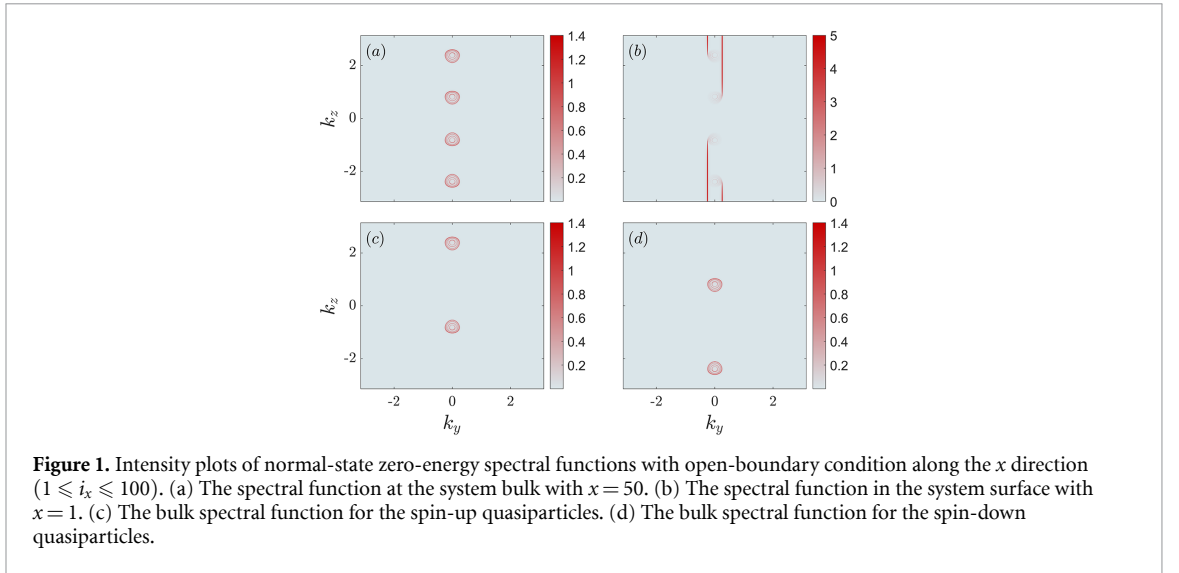 (a)
2
0
-2
k_z
1.4
1.2
1
0.8
0.6
0.4
0.2
(b)
5
4
3
2
1
0
(c)
2
0
-2
k_z
-2 0 2
k_y
1.4
1.2
1
0.8
0.6
0.4
0.2
(d)
-2 0 2
k_y
1.4
1.2
1
0.8
0.6
0.4
0.2
Figure 1. Intensity plots of normal-state zero-energy spectral functions with open-boundary condition along the x direction
(1 ⩽ i_x ⩽ 100). (a) The spectral function at the system bulk with x = 50. (b) The spectral function in the system surface with
x = 1. (c) The bulk spectral function for the spin-up quasiparticles. (d) The bulk spectral function for the spin-down
quasiparticles.